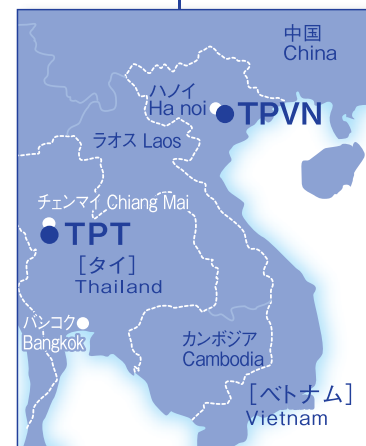 中国
China
ハノイ
Ha noi
TPVN
ラオス Laos
チェンマイ Chiang Mai
TPT
[タイ]
Thailand
バンコク
Bangkok
カンボジア
Cambodia
[ベトナム]
Vietnam